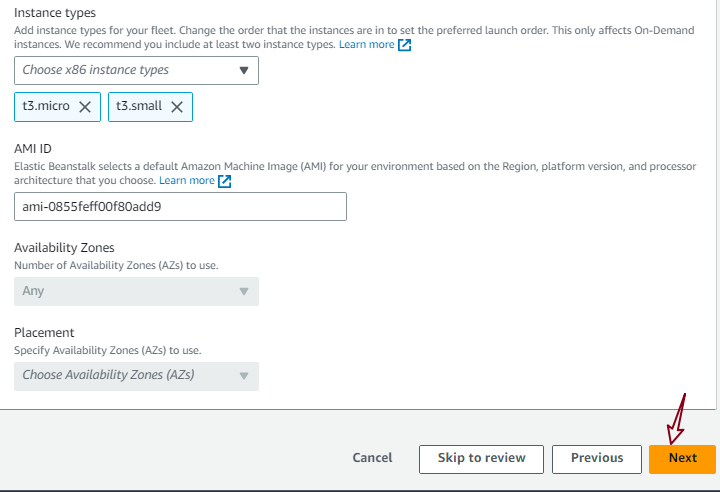 Instance types
Add instance types for your fleet. Change the order that the instances are in to set the preferred launch order. This only affects On-Demand
instances. We recommend you include at least two instance types. Learn more
Choose x86 instance types
t3.micro t3.small
AMI ID
Elastic Beanstalk selects a default Amazon Machine Image (AMI) for your environment based on the Region, platform version, and processor
architecture that you choose. Learn more
ami-0855feff00f80add9
Availability Zones
Number of Availability Zones (AZs) to use.
Any
Placement
Specify Availability Zones (AZs) to use.
Choose Availability Zones (AZs)
Cancel Skip to review Previous Next